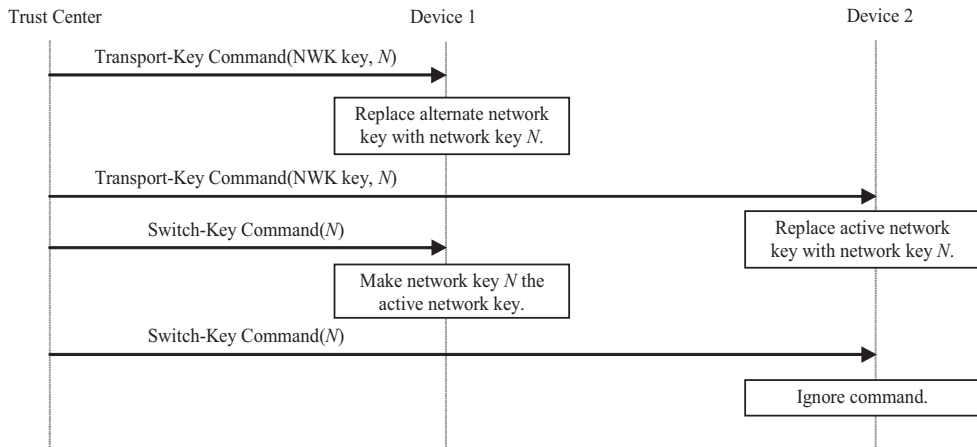 Trust Center
Device 1
Device 2
Transport-Key Command(NWK key, N)
Replace alternate network
key with network key N.
Transport-Key Command(NWK key, N)
Replace active network
key with network key N.
Switch-Key Command(N)
Make network key N the
active network key.
Switch-Key Command(N)
Ignore command.